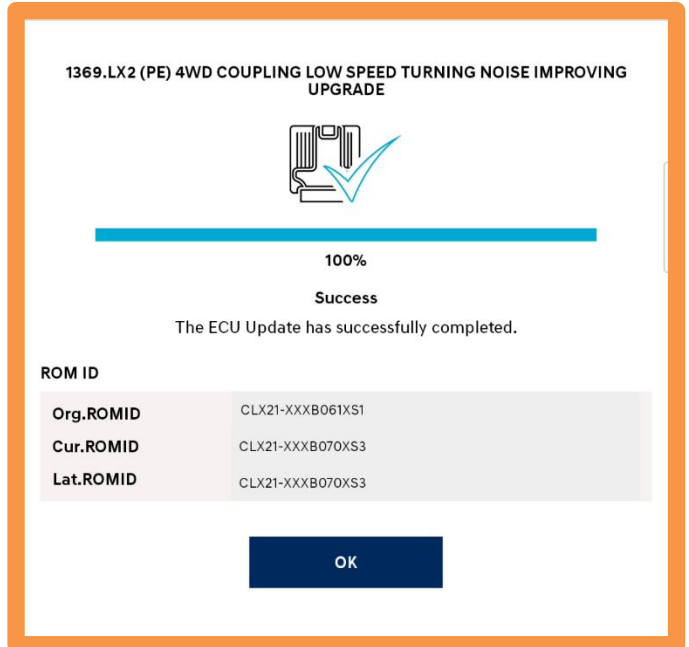 1369.LX2 (PE) 4WD COUPLING LOW SPEED TURNING NOISE IMPROVING
UPGRADE
100%
Success
The ECU Update has successfully completed.
ROM ID
Org.ROMID CLX21-XXXB061XS1
Cur.ROMID CLX21-XXXB070XS3
Lat.ROMID CLX21-XXXB070XS3
OK